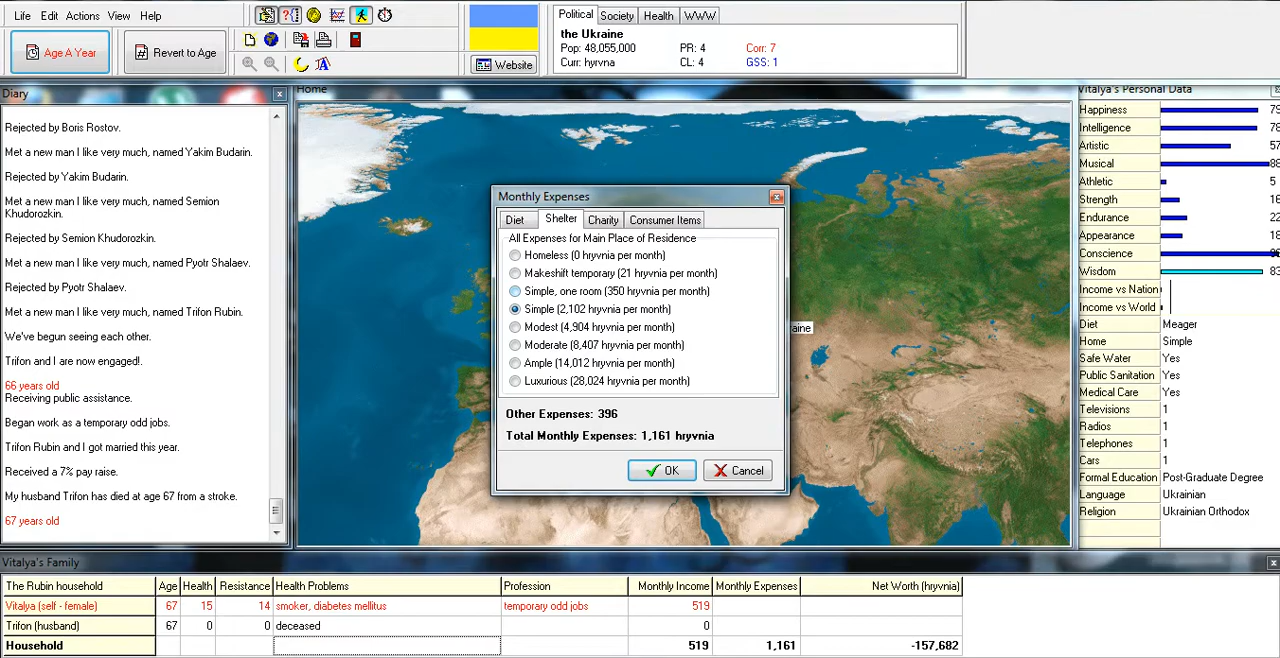 Life Edit Actions View Help
Age A Year
Revert to Age
Website
Political Society Health WWW
the Ukraine
Pop: 48,055,000 PR: 4 Corr: 7
Curr: hyrvna CL: 4 GSS: 1
Diary
Rejected by Boris Rostov.
Met a new man I like very much, named Yakim Budarin.
Rejected by Yakim Budarin.
Met a new man I like very much, named Semion
Khudorozkin.
Rejected by Semion Khudorozkin.
Met a new man I like very much, named Pyotr Shalaev.
Rejected by Pyotr Shalaev.
Met a new man I like very much, named Trifon Rubin.
We've begun seeing each other.
Trifon and I are now engaged!.
66 years old
Receiving public assistance.
Began work as a temporary odd jobs.
Trifon Rubin and I got married this year.
Received a 7% pay raise.
My husband Trifon has died at age 67 from a stroke.
67 years old
Home
aine
Monthly Expenses
Diet Shelter Charity Consumer Items
All Expenses for Main Place of Residence
Homeless (0 hryvnia per month)
Makeshift temporary (21 hryvnia per month)
Simple, one room (350 hryvnia per month)
Simple (2,102 hryvnia per month)
Modest (4,904 hryvnia per month)
Moderate (8,407 hryvnia per month)
Ample (14,012 hryvnia per month)
Luxurious (28,024 hryvnia per month)
Other Expenses: 396
Total Monthly Expenses: 1,161 hryvnia
OK Cancel
Vitalya's Personal Data
Happiness 79
Intelligence 78
Artistic 57
Musical 88
Athletic 5
Strength 16
Endurance 22
Appearance 18
Conscience
Wisdom 83
Income vs Nation
Income vs World
Diet Meager
Home Simple
Safe Water Yes
Public Sanitation Yes
Medical Care Yes
Televisions 1
Radios 1
Telephones 1
Cars 1
Formal Education Post-Graduate Degree
Language Ukrainian
Religion Ukrainian Orthodox
Vitalya's Family
The Rubin household Age Health Resistance Health Problems Profession Monthly Income Monthly Expenses Net Worth (hryvnia)
Vitalya (self - female) 67 15 14 smoker, diabetes mellitus temporary odd jobs 519
Trifon (husband) 67 0 0 deceased 0
Household 519 1,161 -157,682